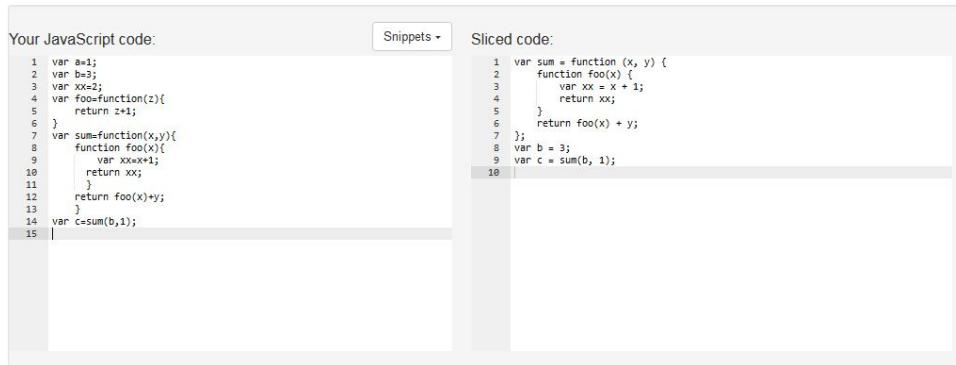 Your JavaScript code:
Snippets
1 var a=1;
2 var b=3;
3 var xx=2;
4 var foo=function(z){
5     return z+1;
6 }
7 var sum=function(x,y){
8     function foo(x){
9         var xx=x+1;
10       return xx;
11       }
12     return foo(x)+y;
13     }
14 var c=sum(b,1);
15
Sliced code:
1 var sum = function (x, y) {
2     function foo(x) {
3         var xx = x + 1;
4         return xx;
5     }
6     return foo(x) + y;
7 };
8 var b = 3;
9 var c = sum(b, 1);
10